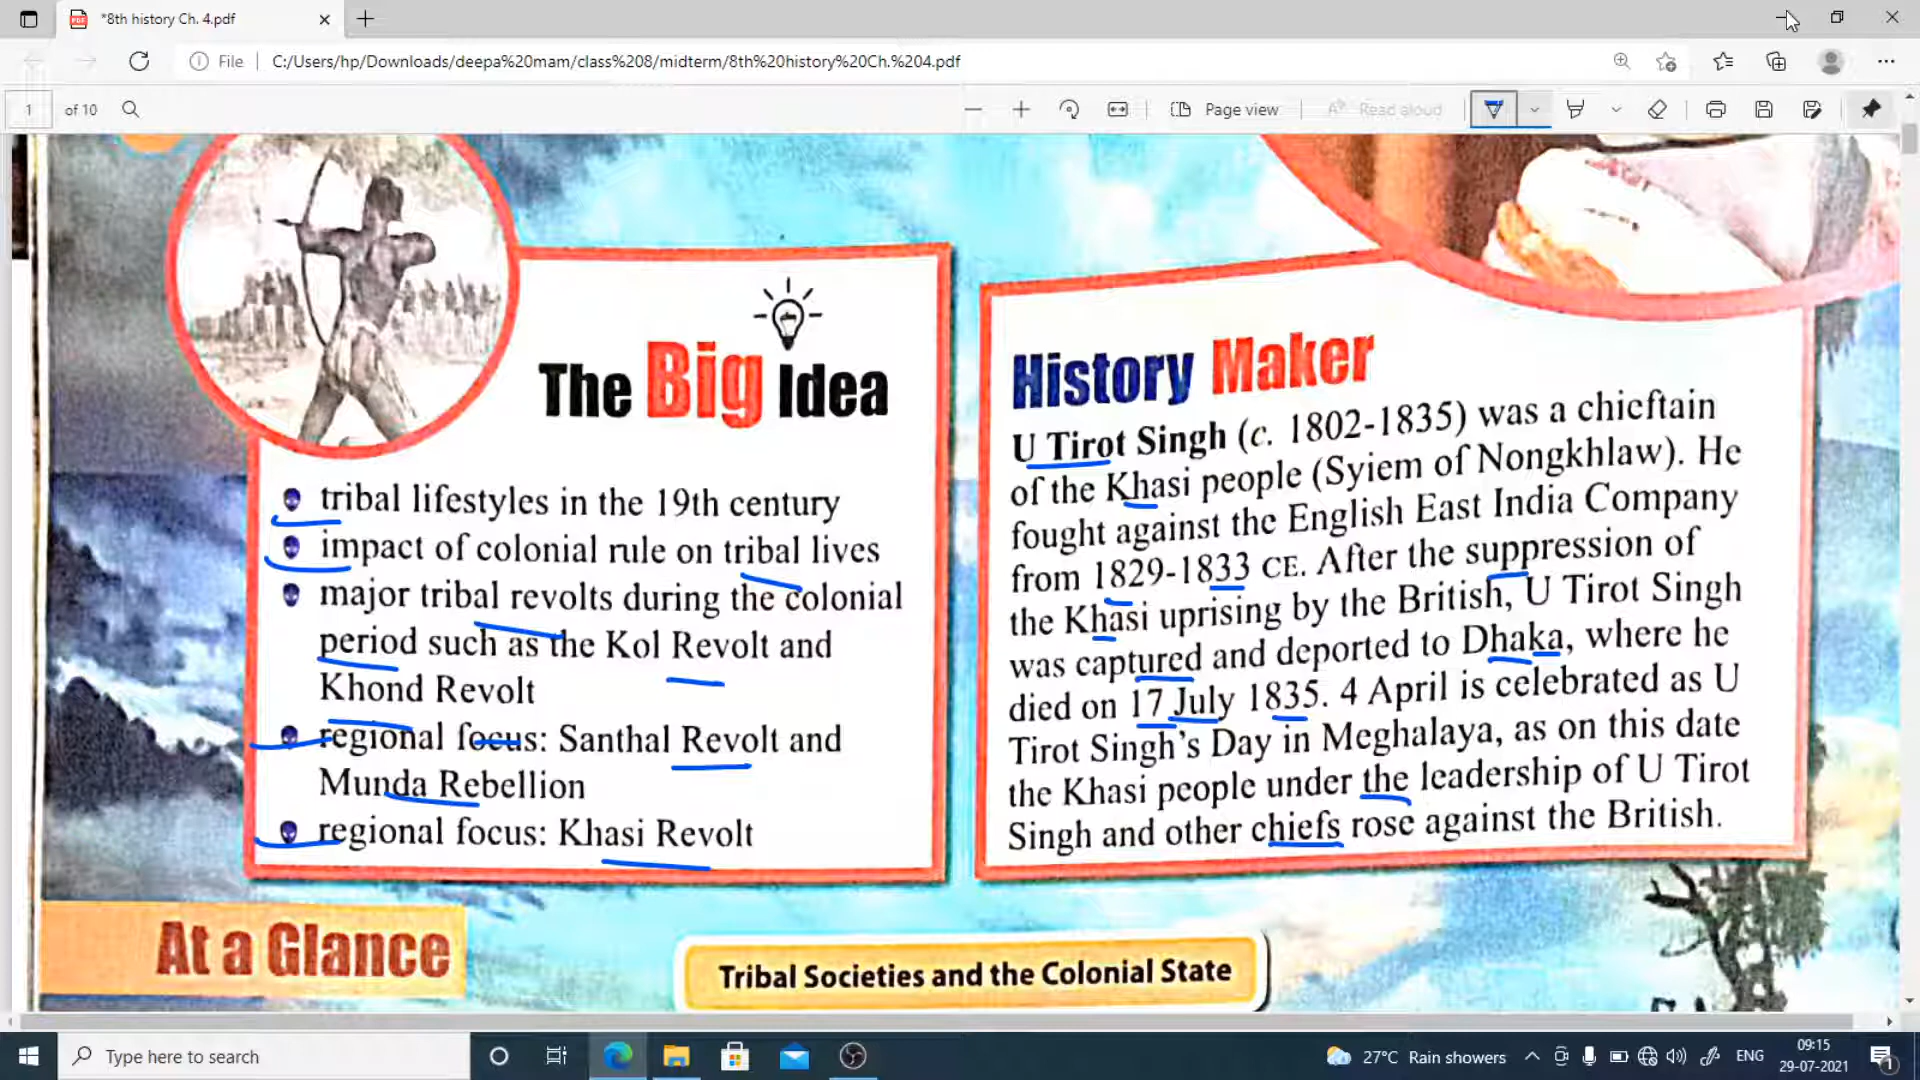 *8th history Ch. 4.pdf
File C:/Users/hp/Downloads/deepa%20mam/class%208/midterm/8th%20history%20Ch.%204.pdf
1 of 10 Page view Read aloud
The Big Idea
tribal lifestyles in the 19th century
impact of colonial rule on tribal lives
major tribal revolts during the colonial
period such as the Kol Revolt and
Khond Revolt
regional focus: Santhal Revolt and
Munda Rebellion
regional focus: Khasi Revolt
History Maker
U Tirot Singh (c. 1802-1835) was a chieftain
of the Khasi people (Syiem of Nongkhlaw). He
fought against the English East India Company
from 1829-1833 CE. After the suppression of
the Khasi uprising by the British, U Tirot Singh
was captured and deported to Dhaka, where he
died on 17 July 1835. 4 April is celebrated as U
Tirot Singh's Day in Meghalaya, as on this date
the Khasi people under the leadership of U Tirot
Singh and other chiefs rose against the British.
At a Glance
Tribal Societies and the Colonial State
Type here to search
27°C Rain showers
ENG
09:15
29-07-2021
1